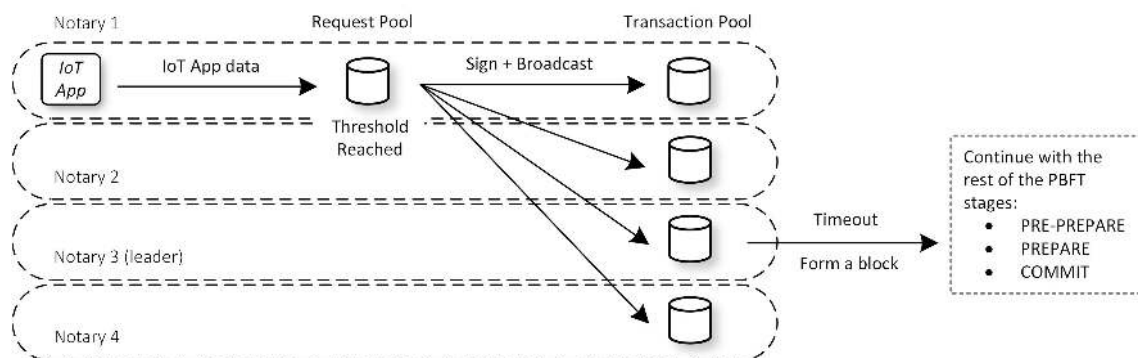 Notary 1
Request Pool
Transaction Pool
IoT
App
IoT App data
Sign + Broadcast
Threshold
Reached
Notary 2
Notary 3 (leader)
Timeout
Form a block
Notary 4
Continue with the
rest of the PBFT
stages:
• PRE-PREPARE
• PREPARE
• COMMIT